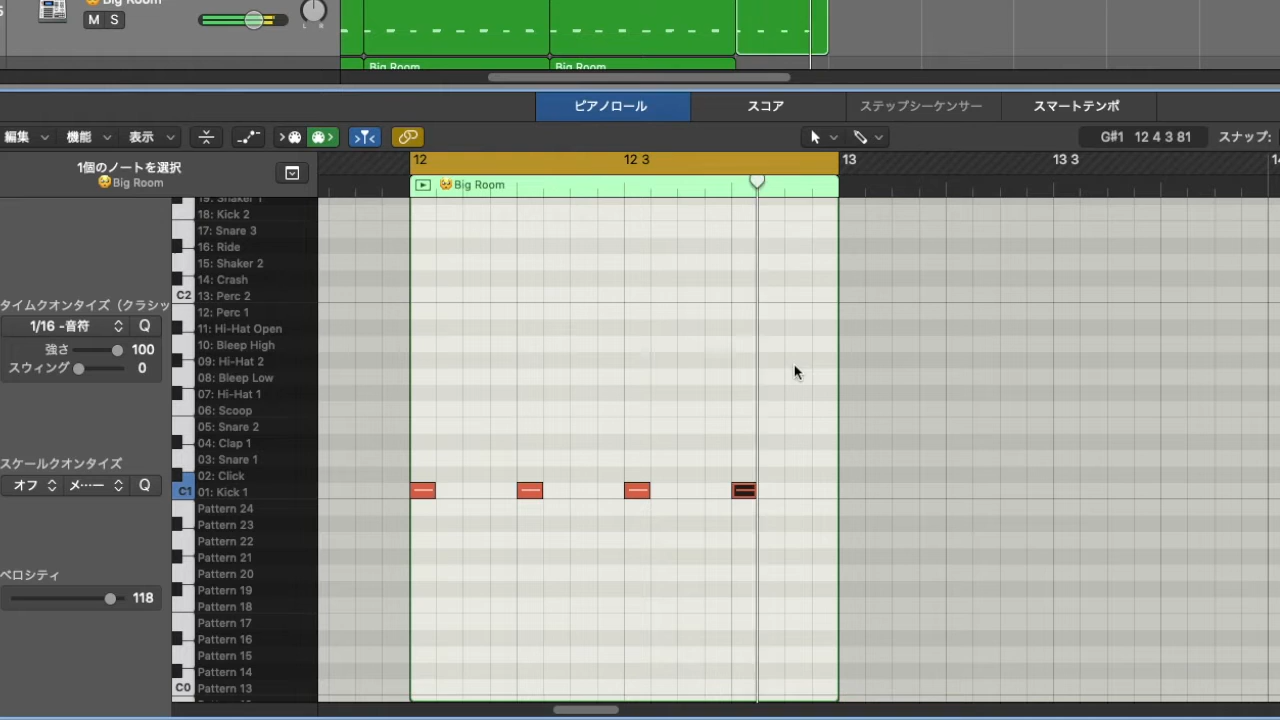 Big Room
M S
L R
Big Room
Big Room
ピアノロール
スコア
ステップシーケンサー
スマートテンポ
編集
機能
表示
G#1 12 4 3 81
スナップ:
1個のノートを選択
🥺Big Room
12
12 3
13
13 3
🥺Big Room
19: Shaker 1
18: Kick 2
17: Snare 3
16: Ride
15: Shaker 2
14: Crash
C2
13: Perc 2
12: Perc 1
11: Hi-Hat Open
10: Bleep High
09: Hi-Hat 2
08: Bleep Low
07: Hi-Hat 1
06: Scoop
05: Snare 2
04: Clap 1
03: Snare 1
02: Click
C1
01: Kick 1
Pattern 24
Pattern 23
Pattern 22
Pattern 21
Pattern 20
Pattern 19
Pattern 18
Pattern 17
Pattern 16
Pattern 15
Pattern 14
C0
Pattern 13
タイムクオンタイズ（クラシッ
1/16 -音符
Q
強さ
100
スウィング
0
スケールクオンタイズ
オフ
メ…ー
Q
ベロシティ
118